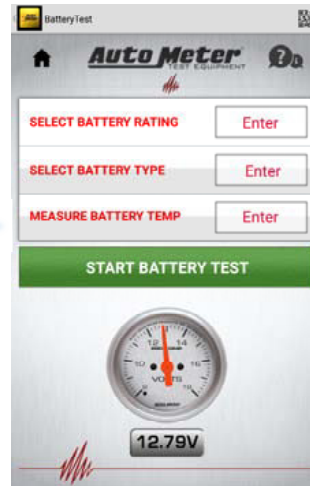 BatteryTest
Auto Meter
TEST EQUIPMENT
SELECT BATTERY RATING Enter
SELECT BATTERY TYPE Enter
MEASURE BATTERY TEMP Enter
START BATTERY TEST
12 14
16
8 18
VOLTS
12.79V